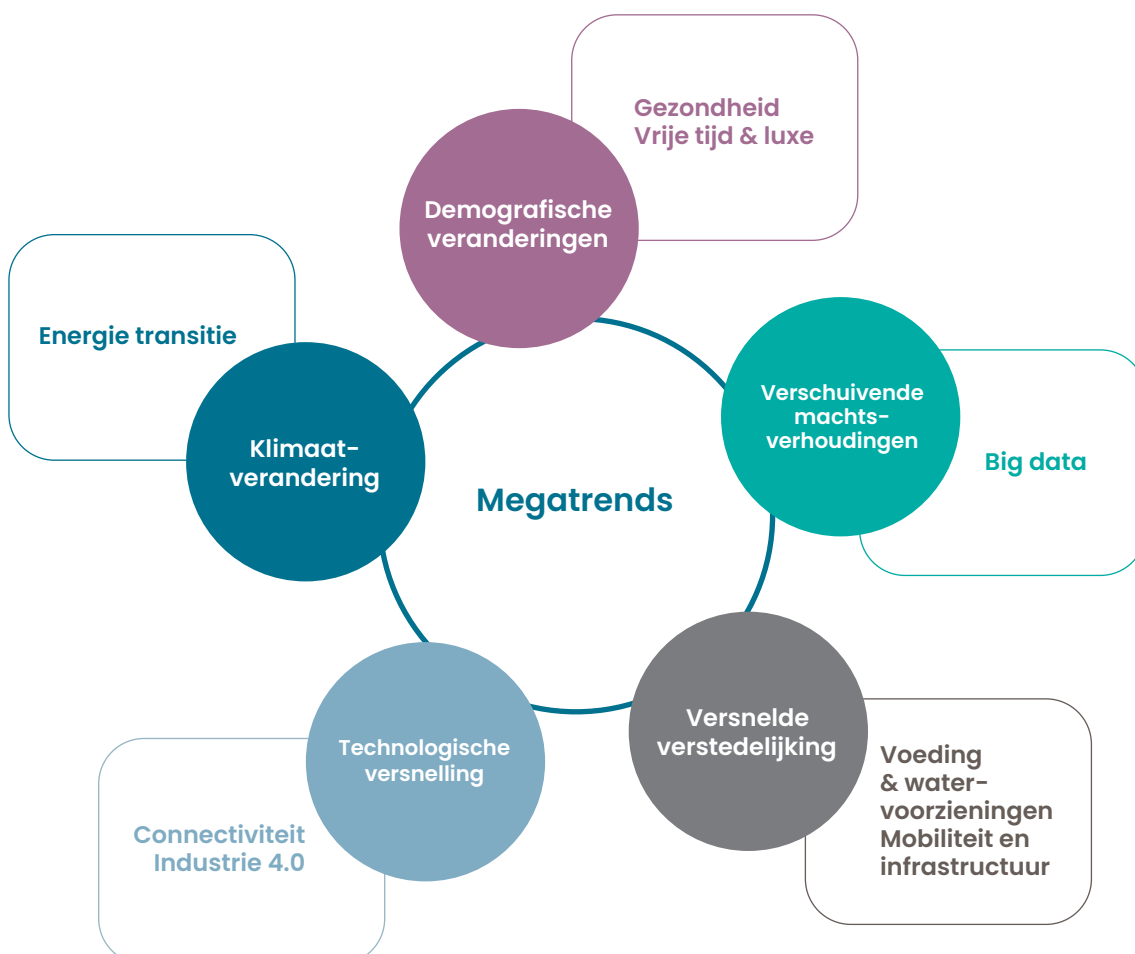 Gezondheid
Vrije tijd & luxe
Demografische
veranderingen
Energie transitie
Klimaat-
verandering
Verschuivende
machts-
verhoudingen
Big data
Megatrends
Versnelde
verstedelijking
Voeding
& water-
voorzieningen
Mobiliteit en
infrastructuur
Technologische
versnelling
Connectiviteit
Industrie 4.0